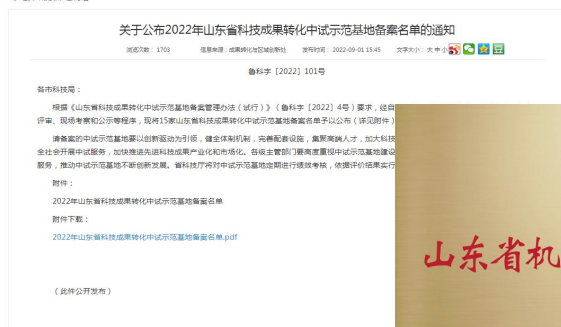 关于公布2022年山东省科技成果转化中试示范基地备案名单的通知
浏览次数： 1703 信息来源：成果转化与区域创新处 发布时间： 2022-09-01 15:45 文字大小： 大 中 小
鲁科字〔2022〕101号
各市科技局：
根据《山东省科技成果转化中试示范基地备案管理办法（试行）》（鲁科字〔2022〕4号）要求，经自
评审、现场考察和公示等程序，现将15家山东省科技成果转化中试示范基地备案名单予以公布（详见附件）
请备案的中试示范基地要以创新驱动为引领，健全体制机制，完善配套设施，集聚高端人才，加大科技
全社会开展中试服务，加快推进先进科技成果产业化和市场化。各级主管部门要高度重视中试示范基地建设
服务，推动中试示范基地不断创新发展。省科技厅将对中试示范基地定期进行绩效考核，依据评价结果实行
附件：
2022年山东省科技成果转化中试示范基地备案名单
附件下载：
2022年山东省科技成果转化中试示范基地备案名单.pdf
（此件公开发布）
山东省机